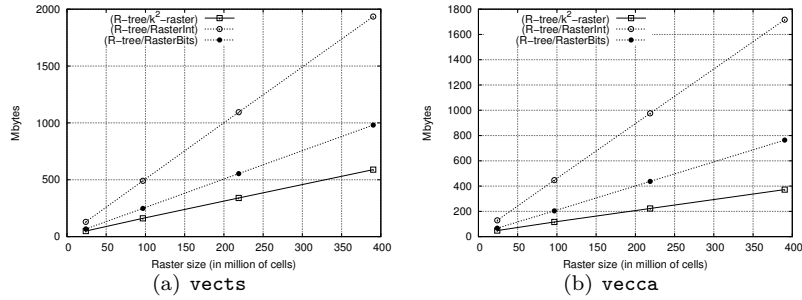 (R-tree/k²-raster)
(R-tree/RasterInt)
(R-tree/RasterBits)
2000
1500
1000
500
0
Mbytes
0 50 100 150 200 250 300 350 400
Raster size (in million of cells)
(a) vects
(R-tree/k²-raster)
(R-tree/RasterInt)
(R-tree/RasterBits)
1800
1600
1400
1200
1000
800
600
400
200
0
Mbytes
0 50 100 150 200 250 300 350 400
Raster size (in million of cells)
(b) vecca